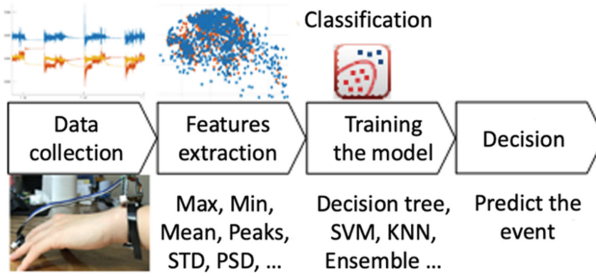 Classification
Data
collection
Features
extraction
Training
the model
Decision
Max, Min,
Mean, Peaks,
STD, PSD, ...
Decision tree,
SVM, KNN,
Ensemble ...
Predict the
event